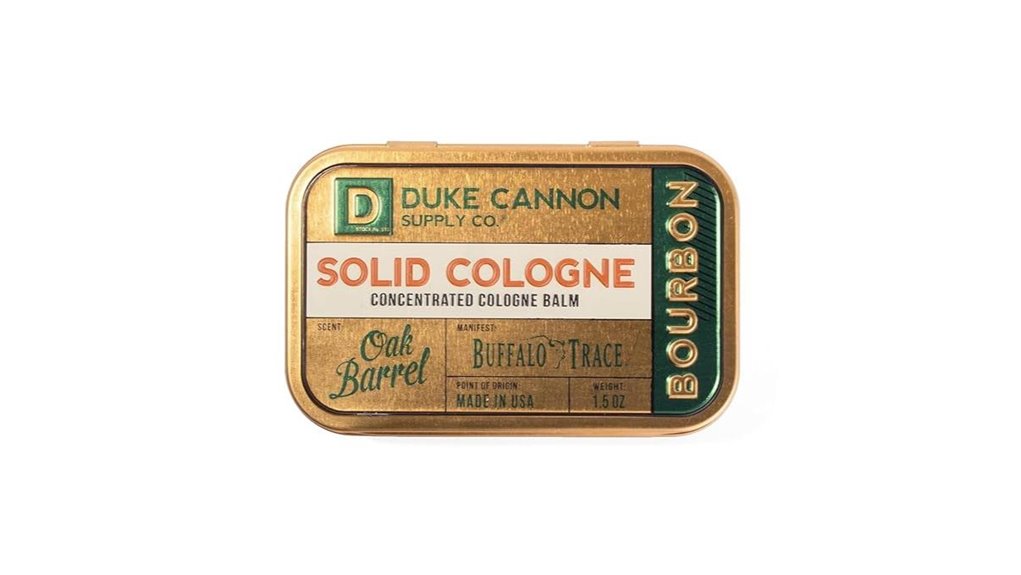 D
DUKE CANNON
SUPPLY CO.
SOLID COLOGNE
CONCENTRATED COLOGNE BALM
SCENT:
Oak
Barrel
MANIFEST:
BUFFALO TRACE
POINT OF ORIGIN:
MADE IN USA
WEIGHT:
1.5 OZ
BOURBON